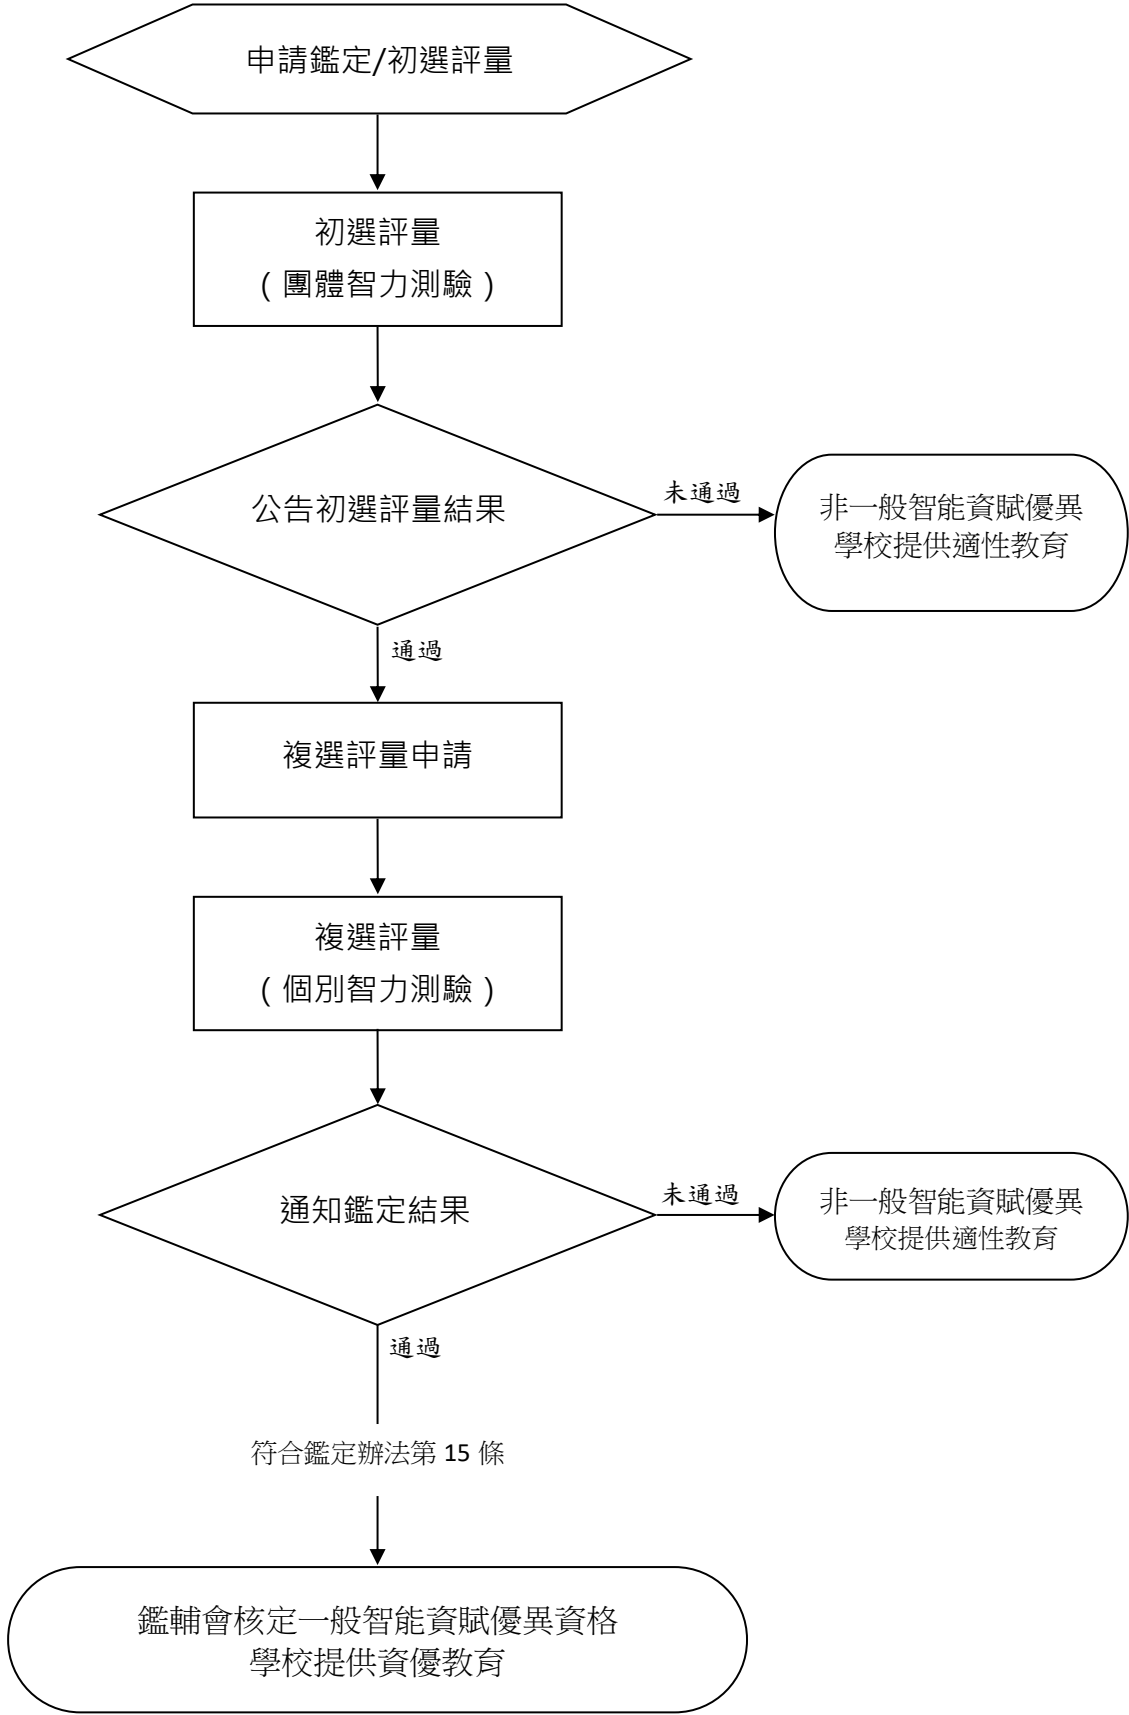 申請鑑定/初選評量
初選評量
(團體智力測驗)
公告初選評量結果
未通過
非一般智能資賦優異
學校提供適性教育
通過
複選評量申請
複選評量
(個別智力測驗)
通知鑑定結果
未通過
非一般智能資賦優異
學校提供適性教育
通過
符合鑑定辦法第 15 條
鑑輔會核定一般智能資賦優異資格
學校提供資優教育